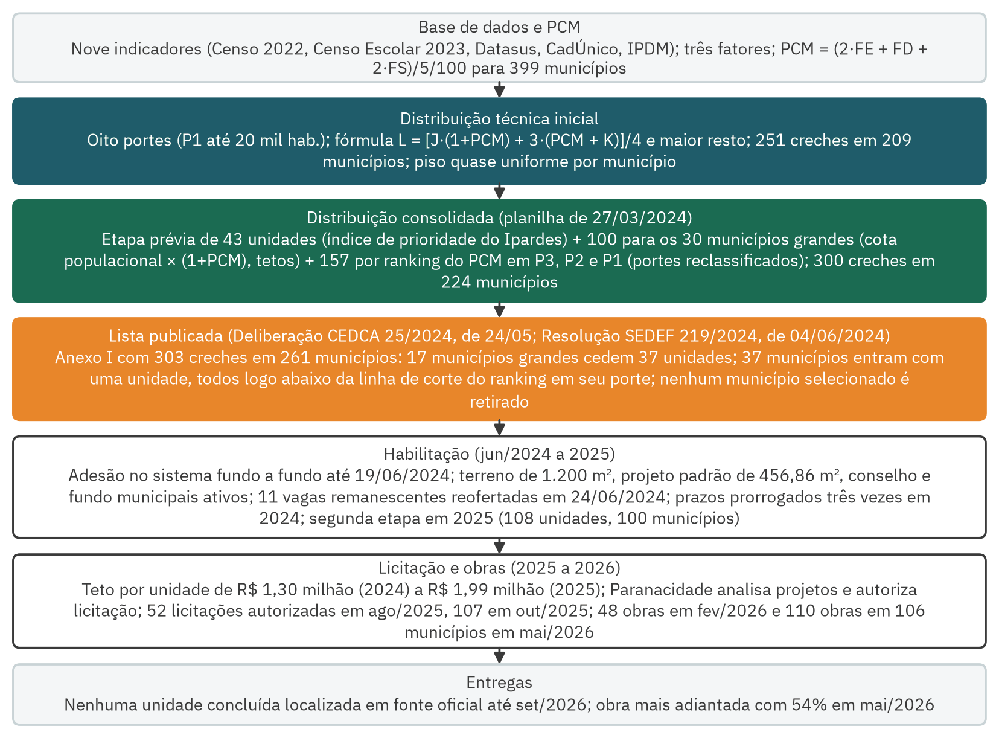 Base de dados e PCM
Nove indicadores (Censo 2022, Censo Escolar 2023, Datasus, CadÚnico, IPDM); três fatores; PCM = (2·FE + FD +
2·FS)/5/100 para 399 municípios
Distribuição técnica inicial
Oito portes (P1 até 20 mil hab.); fórmula L = [J·(1+PCM) + 3·(PCM + K)]/4 e maior resto; 251 creches em 209
municípios; piso quase uniforme por município
Distribuição consolidada (planilha de 27/03/2024)
Etapa prévia de 43 unidades (índice de prioridade do Ipardes) + 100 para os 30 municípios grandes (cota
populacional × (1+PCM), tetos) + 157 por ranking do PCM em P3, P2 e P1 (portes reclassificados); 300 creches em
224 municípios
Lista publicada (Deliberação CEDCA 25/2024, de 24/05; Resolução SEDEF 219/2024, de 04/06/2024)
Anexo I com 303 creches em 261 municípios: 17 municípios grandes cedem 37 unidades; 37 municípios entram com
uma unidade, todos logo abaixo da linha de corte do ranking em seu porte; nenhum município selecionado é
retirado
Habilitação (jun/2024 a 2025)
Adesão no sistema fundo a fundo até 19/06/2024; terreno de 1.200 m², projeto padrão de 456,86 m², conselho e
fundo municipais ativos; 11 vagas remanescentes reofertadas em 24/06/2024; prazos prorrogados três vezes em
2024; segunda etapa em 2025 (108 unidades, 100 municípios)
Licitação e obras (2025 a 2026)
Teto por unidade de R$ 1,30 milhão (2024) a R$ 1,99 milhão (2025); Paranacidade analisa projetos e autoriza
licitação; 52 licitações autorizadas em ago/2025, 107 em out/2025; 48 obras em fev/2026 e 110 obras em 106
municípios em mai/2026
Entregas
Nenhuma unidade concluída localizada em fonte oficial até set/2026; obra mais adiantada com 54% em mai/2026